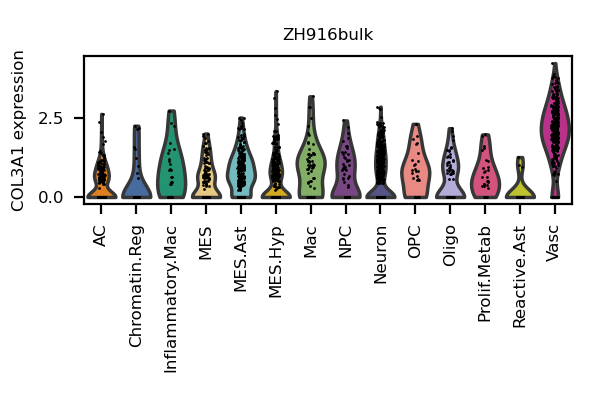 ZH916bulk
COL3A1 expression
2.5
0.0
AC
Chromatin.Reg
Inflammatory.Mac
MES
MES.Ast
MES.Hyp
Mac
NPC
Neuron
OPC
Oligo
Prolif.Metab
Reactive.Ast
Vasc